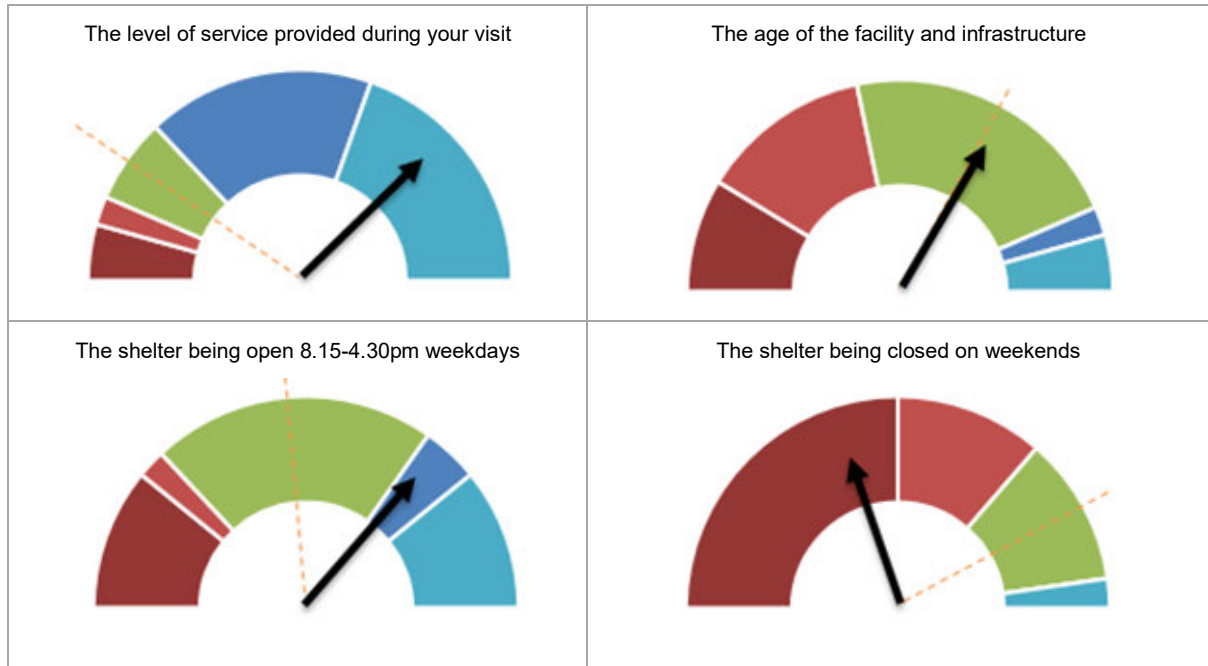 The level of service provided during your visit
The age of the facility and infrastructure
The shelter being open 8.15-4.30pm weekdays
The shelter being closed on weekends